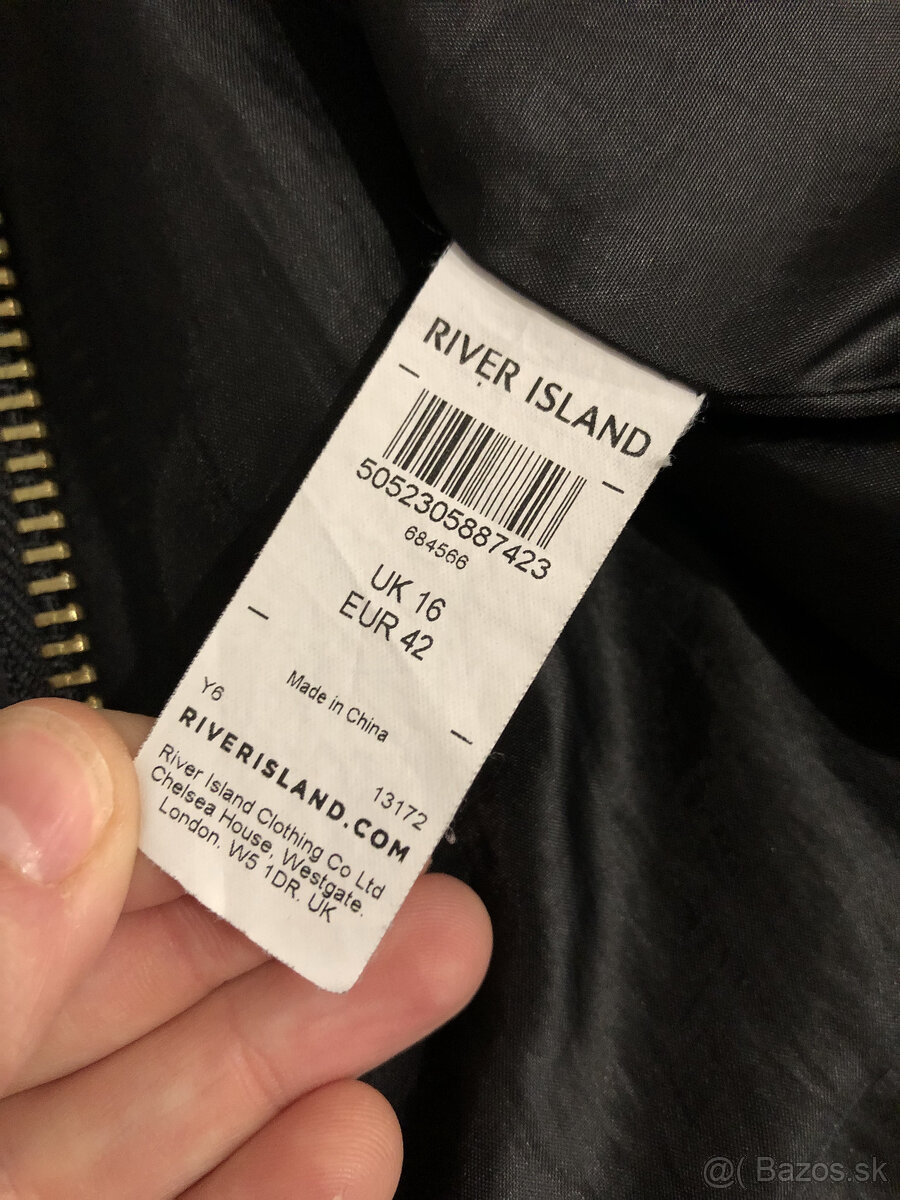 RIVER ISLAND
5052305887423
684566
UK 16
EUR 42
Made in China
Y6
13172
RIVERISLAND.COM
River Island Clothing Co Ltd
Chelsea House, Westgate,
London, W5 1DR, UK
@( Bazos.sk